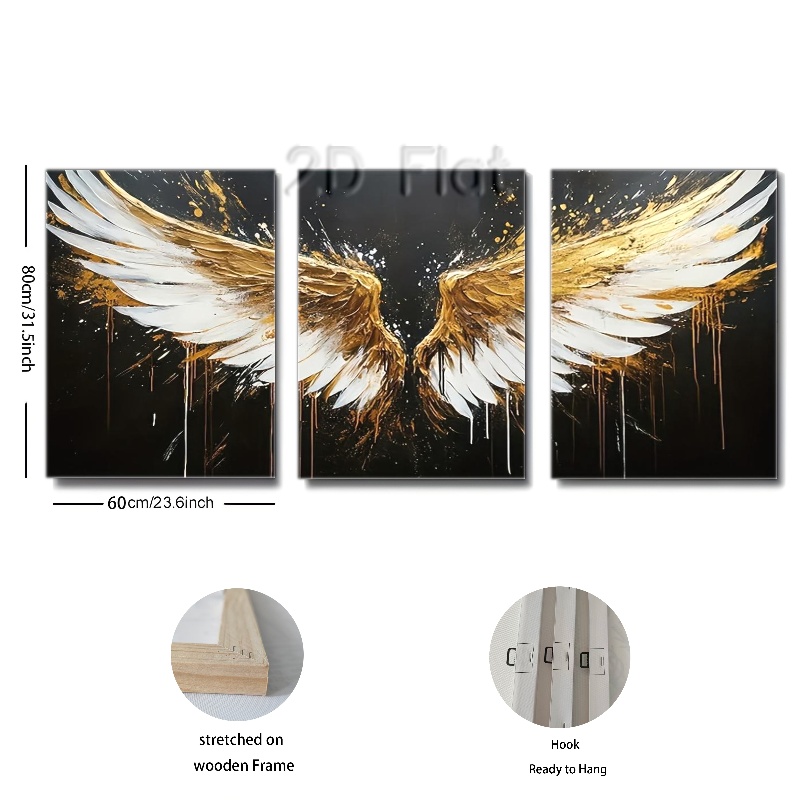 2D Flat
80cm/31.5inch
60cm/23.6inch
stretched on
wooden Frame
Hook
Ready to Hang